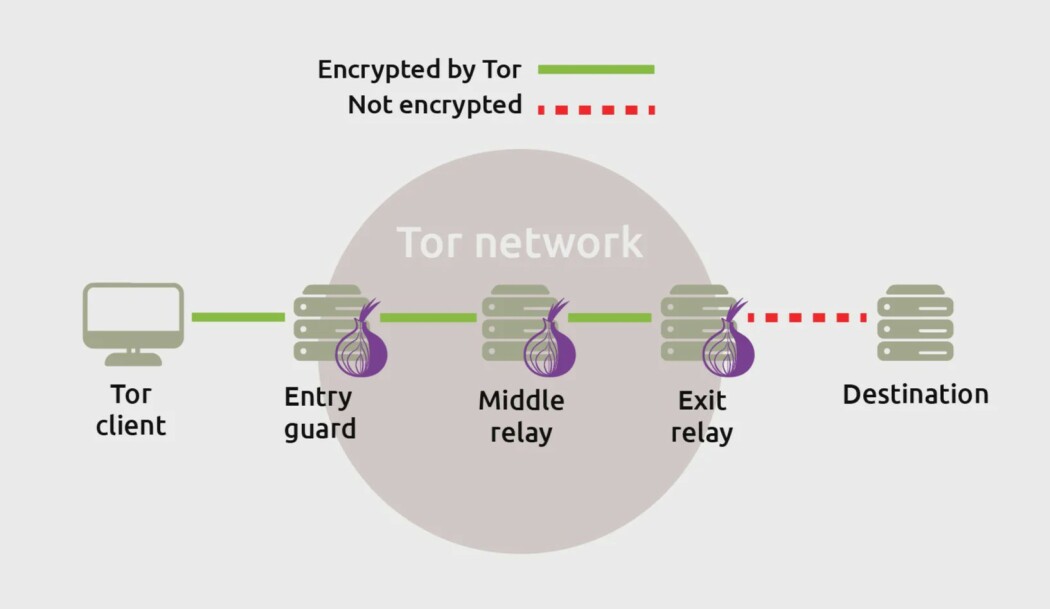 Encrypted by Tor
Not encrypted
Tor network
Tor
client
Entry
guard
Middle
relay
Exit
relay
Destination